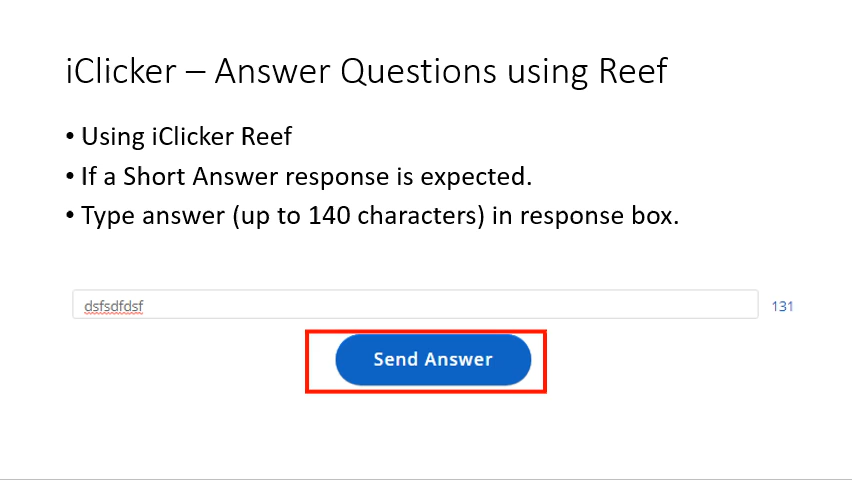 iClicker – Answer Questions using Reef
• Using iClicker Reef
• If a Short Answer response is expected.
• Type answer (up to 140 characters) in response box.
dsfsdfdsf 131
Send Answer